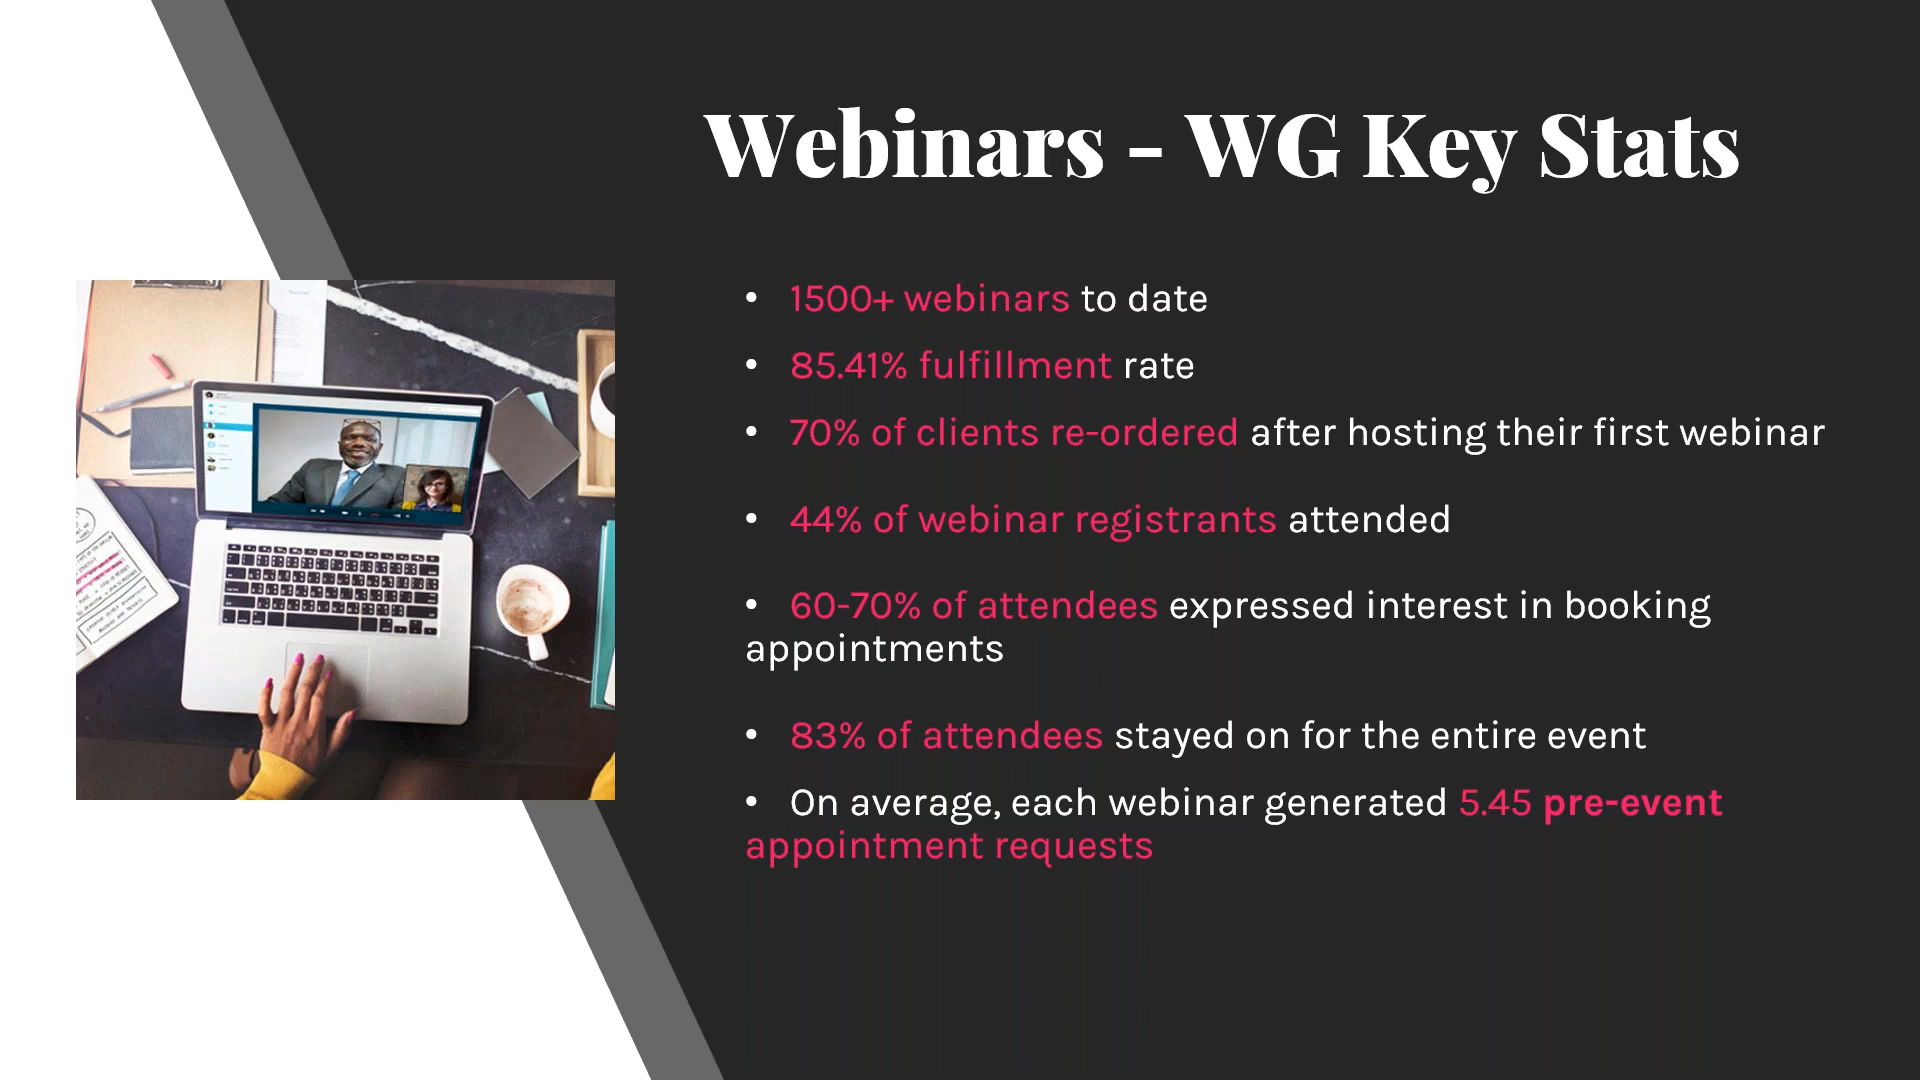 Webinars - WG Key Stats
• 1500+ webinars to date
• 85.41% fulfillment rate
• 70% of clients re-ordered after hosting their first webinar
• 44% of webinar registrants attended
• 60-70% of attendees expressed interest in booking
appointments
• 83% of attendees stayed on for the entire event
• On average, each webinar generated 5.45 pre-event
appointment requests